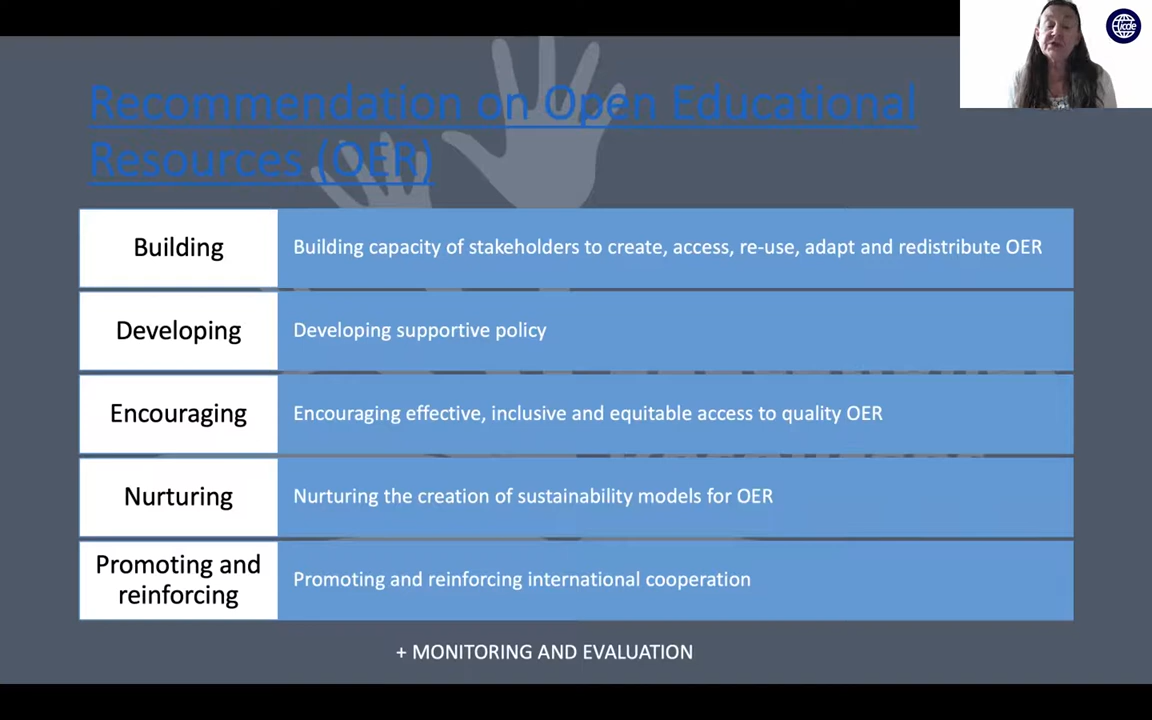 icde
Recommendation on Open Educational
Resources (OER)
Building
Building capacity of stakeholders to create, access, re-use, adapt and redistribute OER
Developing
Developing supportive policy
Encouraging
Encouraging effective, inclusive and equitable access to quality OER
Nurturing
Nurturing the creation of sustainability models for OER
Promoting and
reinforcing
Promoting and reinforcing international cooperation
+ MONITORING AND EVALUATION